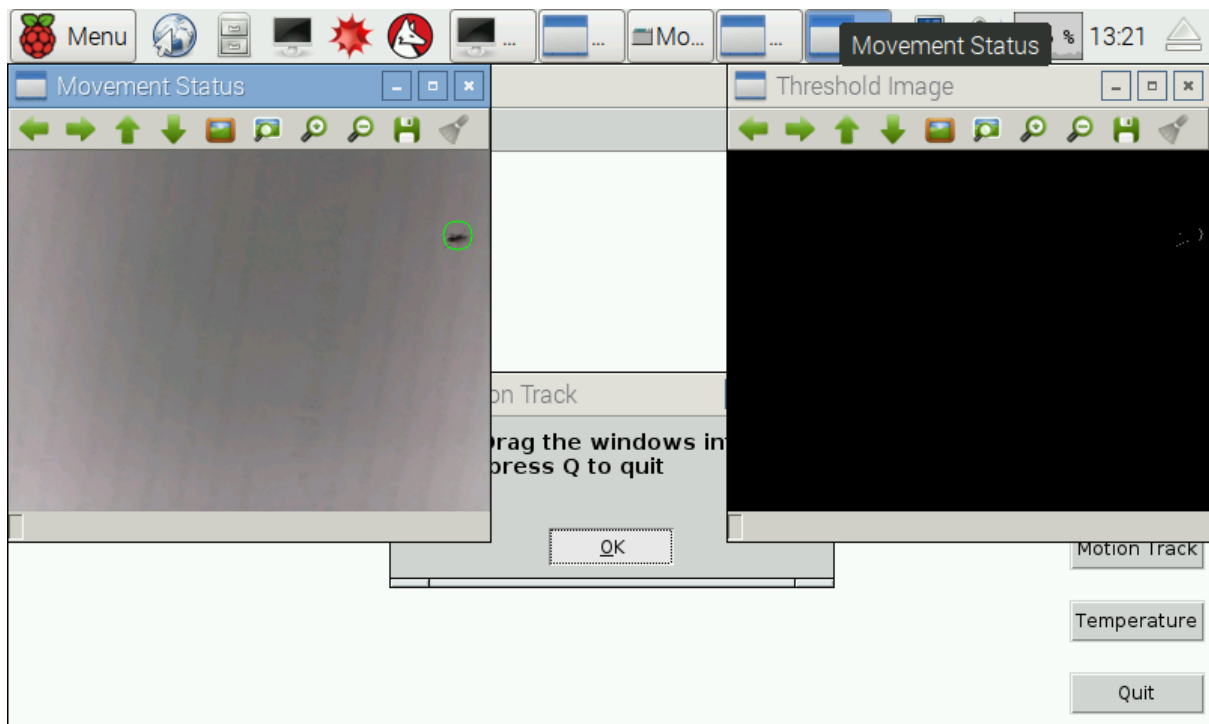 Menu
...
...
Mo...
...
Movement Status
%
13:21
Movement Status
Threshold Image
on Track
Drag the windows in
press Q to quit
OK
Motion Track
Temperature
Quit